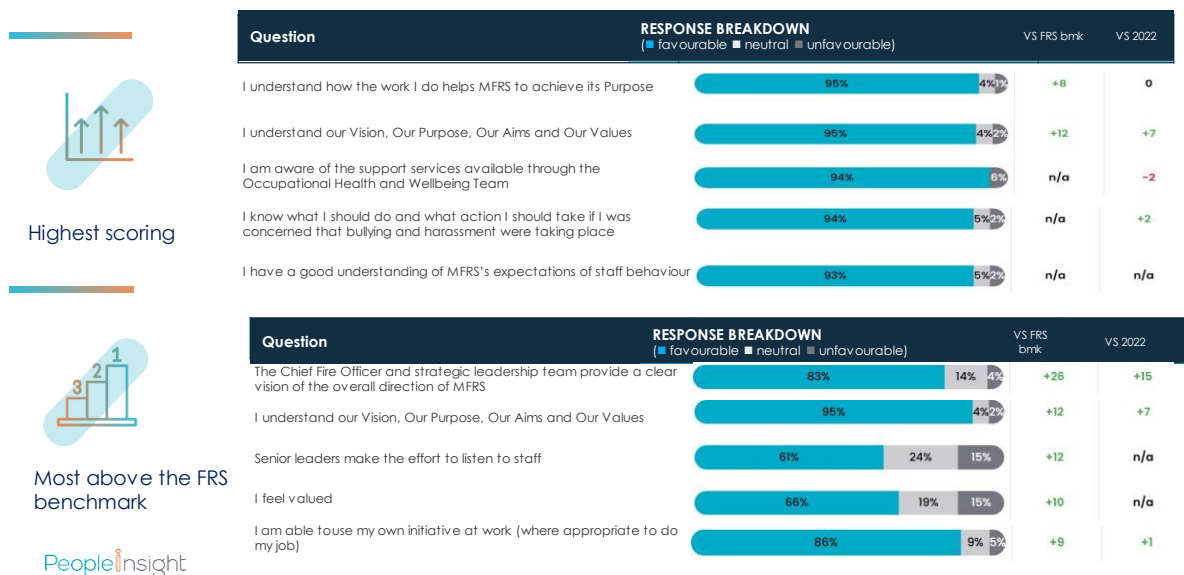 Question
RESPONSE BREAKDOWN
(■ favourable ■ neutral ■ unfavourable)
VS FRS bmk
VS 2022
I understand how the work I do helps MFRS to achieve its Purpose
95% 4% 1% +8 0
I understand our Vision, Our Purpose, Our Aims and Our Values
95% 4% 2% +12 +7
I am aware of the support services available through the
Occupational Health and Wellbeing Team
94% 6% n/a -2
I know what I should do and what action I should take if I was
concerned that bullying and harassment were taking place
94% 5% 2% n/a +2
I have a good understanding of MFRS's expectations of staff behaviour
93% 5% 2% n/a n/a
Highest scoring
Question
RESPONSE BREAKDOWN
(■ favourable ■ neutral ■ unfavourable)
VS FRS
bmk
VS 2022
The Chief Fire Officer and strategic leadership team provide a clear
vision of the overall direction of MFRS
83% 14% 4% +26 +15
I understand our Vision, Our Purpose, Our Aims and Our Values
95% 4% 2% +12 +7
Senior leaders make the effort to listen to staff
61% 24% 15% +12 n/a
I feel valued
66% 19% 15% +10 n/a
I am able touse my own initiative at work (where appropriate to do
my job)
86% 9% 5% +9 +1
3 2 1
Most above the FRS
benchmark
PeopleInsight